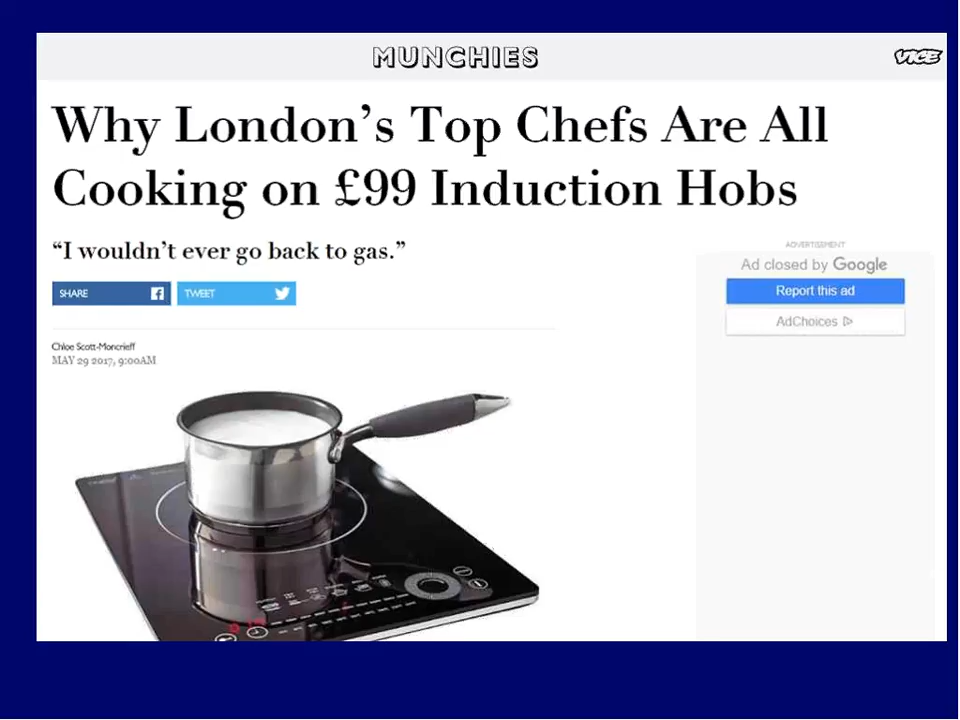 MUNCHIES
VICE
Why London's Top Chefs Are All
Cooking on £99 Induction Hobs
"I wouldn't ever go back to gas."
ADVERTISEMENT
Ad closed by Google
Report this ad
AdChoices
SHARE
TWEET
Chloe Scott-Moncrieff
MAY 29 2017, 9:00AM